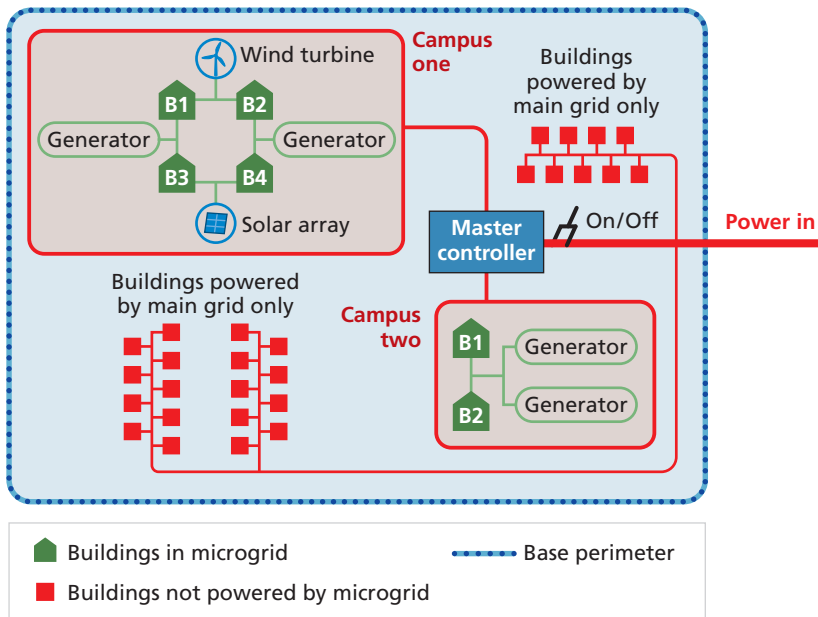 Wind turbine
Campus
one
B1
B2
Generator
Generator
B3
B4
Solar array
Buildings
powered by
main grid only
Master
controller
On/Off
Power in
Buildings powered
by main grid only
Campus
two
B1
Generator
Generator
B2
Buildings in microgrid
Base perimeter
Buildings not powered by microgrid